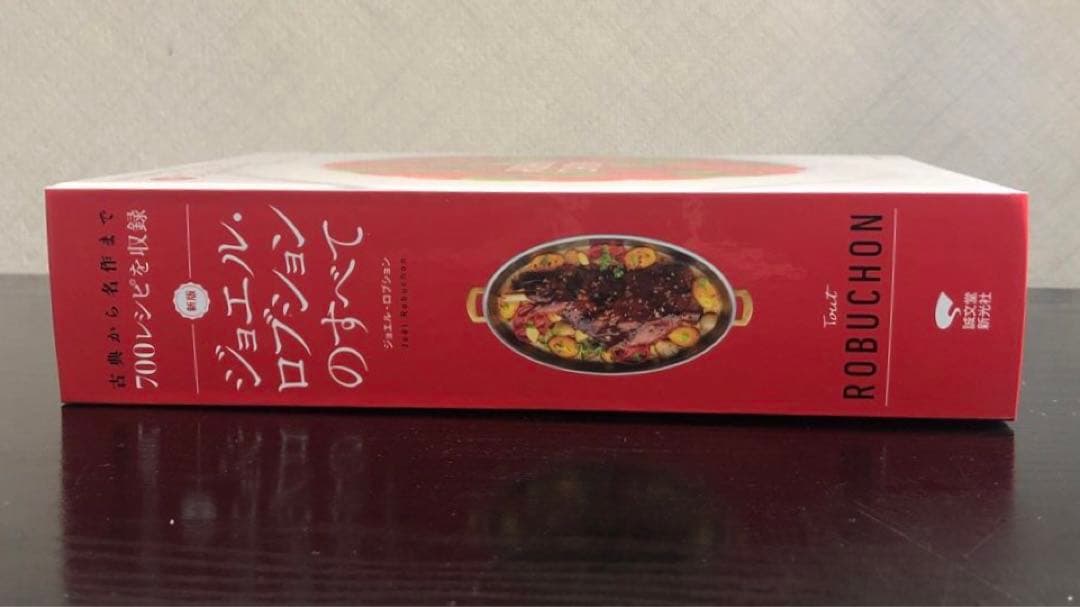 古典から名作まで
700レシピを収録
新版
ジョエル・
ロブション
のすべて
ジョエル・ロブション
Joël Robuchon
Tout
ROBUCHON
誠文堂
新光社